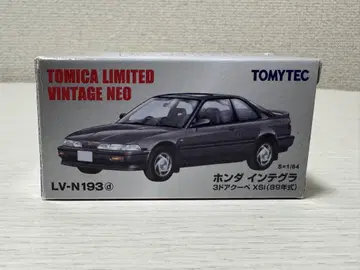 TOMICA LIMITED
VINTAGE NEO
TOMYTEC
S=1/64
LV-N193d
ホンダ インテグラ
3ドアクーペ XSi (89年式)